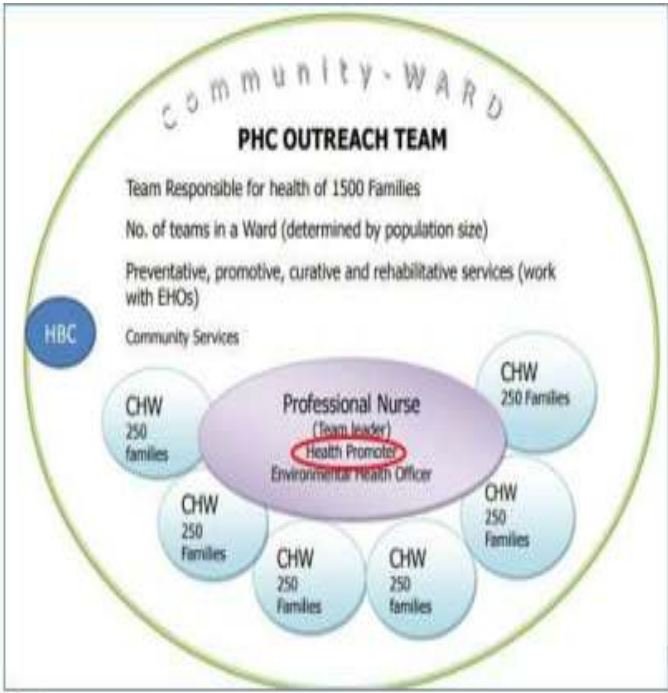 Community-WARD
PHC OUTREACH TEAM
Team Responsible for health of 1500 Families
No. of teams in a Ward (determined by population size)
Preventative, promotive, curative and rehabilitative services (work
with EHOs)
HBC
Community Services
CHW
250 Families
CHW
250
families
Professional Nurse
(Team leader)
Health Promoter
Environmental Health Officer
CHW
250
Families
CHW
250
Families
CHW
250
Families
CHW
250
families